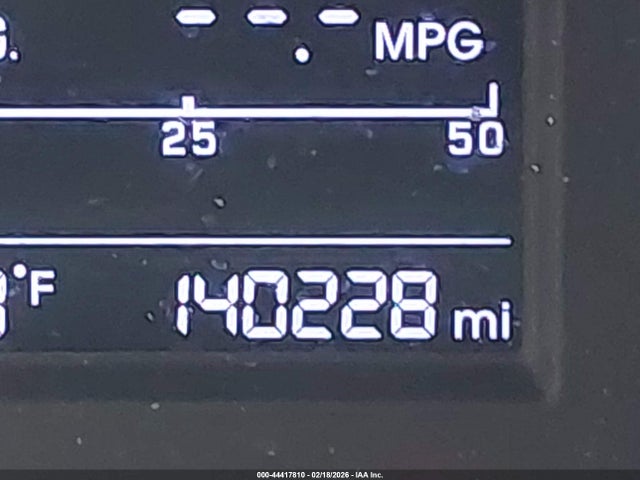 G. --.- MPG
25 50
°F 140228 mi
000-44417810 - 02/18/2026 - IAA Inc.